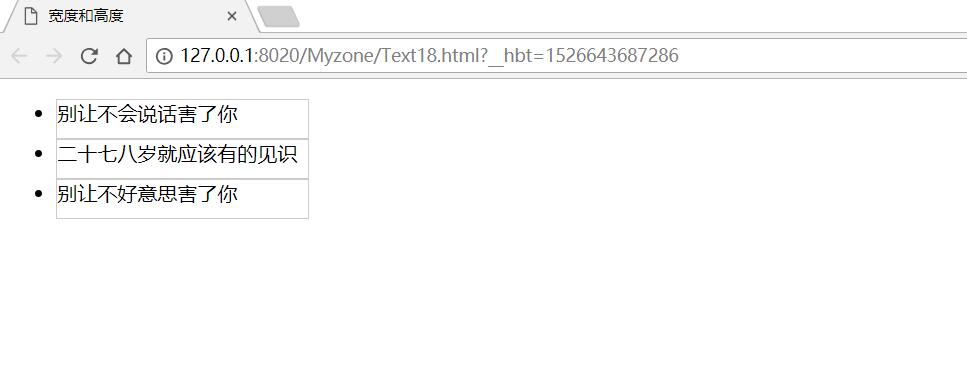 宽度和高度
127.0.0.1:8020/Myzone/Text18.html?__hbt=1526643687286
别让不会说话害了你
二十七八岁就应该有的见识
别让不好意思害了你